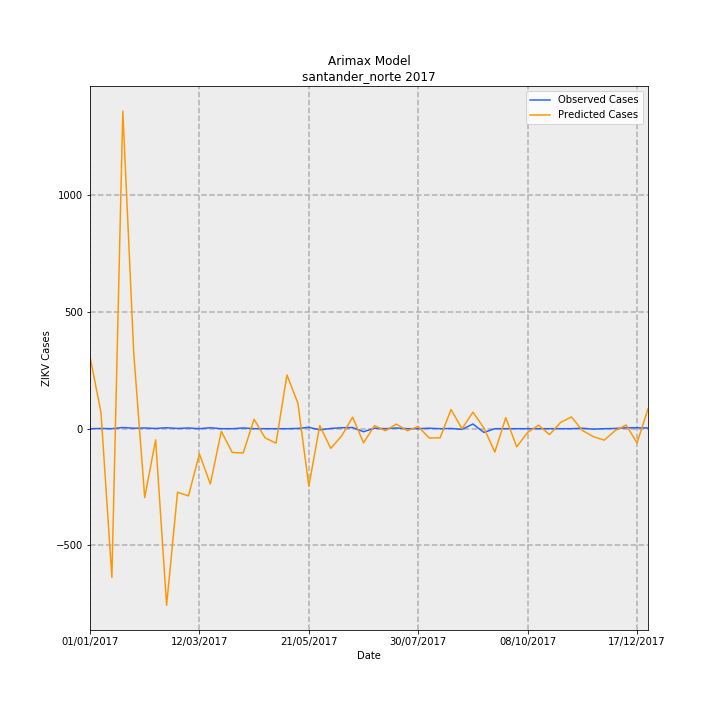 Arimax Model
santander_norte 2017
Observed Cases
Predicted Cases
ZIKV Cases
1000
500
0
−500
01/01/2017
12/03/2017
21/05/2017
30/07/2017
08/10/2017
17/12/2017
Date